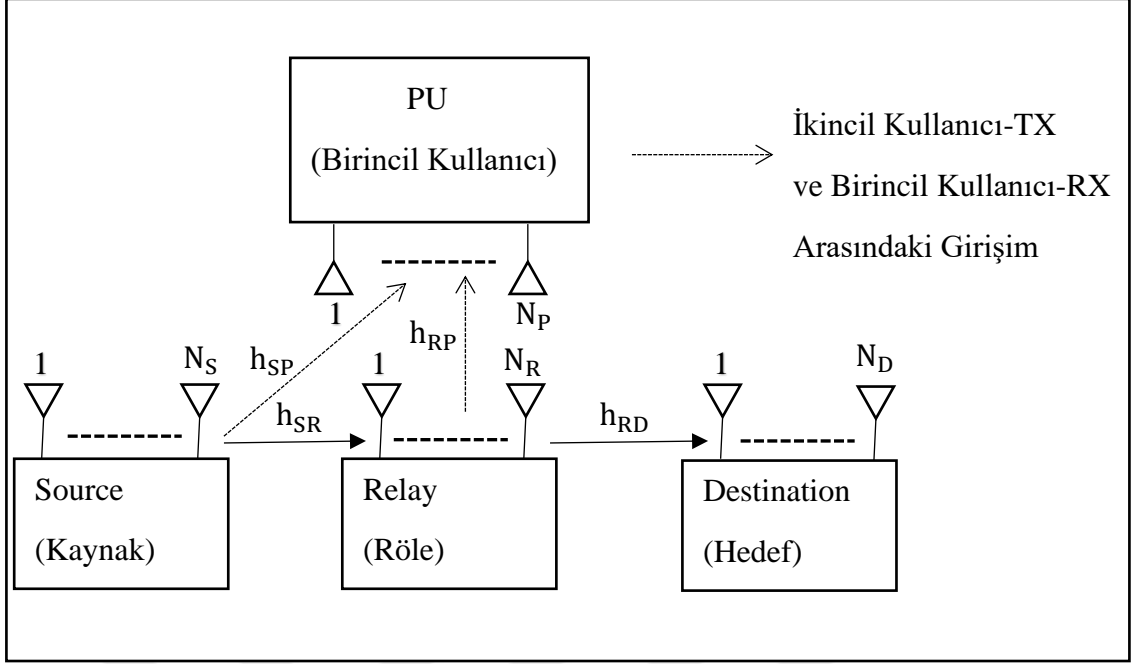 PU
(Birincil Kullanıcı)
İkincil Kullanıcı-TX
ve Birincil Kullanıcı-RX
Arasındaki Girişim
1
N_P
h_SP
h_RP
1
N_S
1
N_R
1
N_D
h_SR
h_RD
Source
(Kaynak)
Relay
(Röle)
Destination
(Hedef)